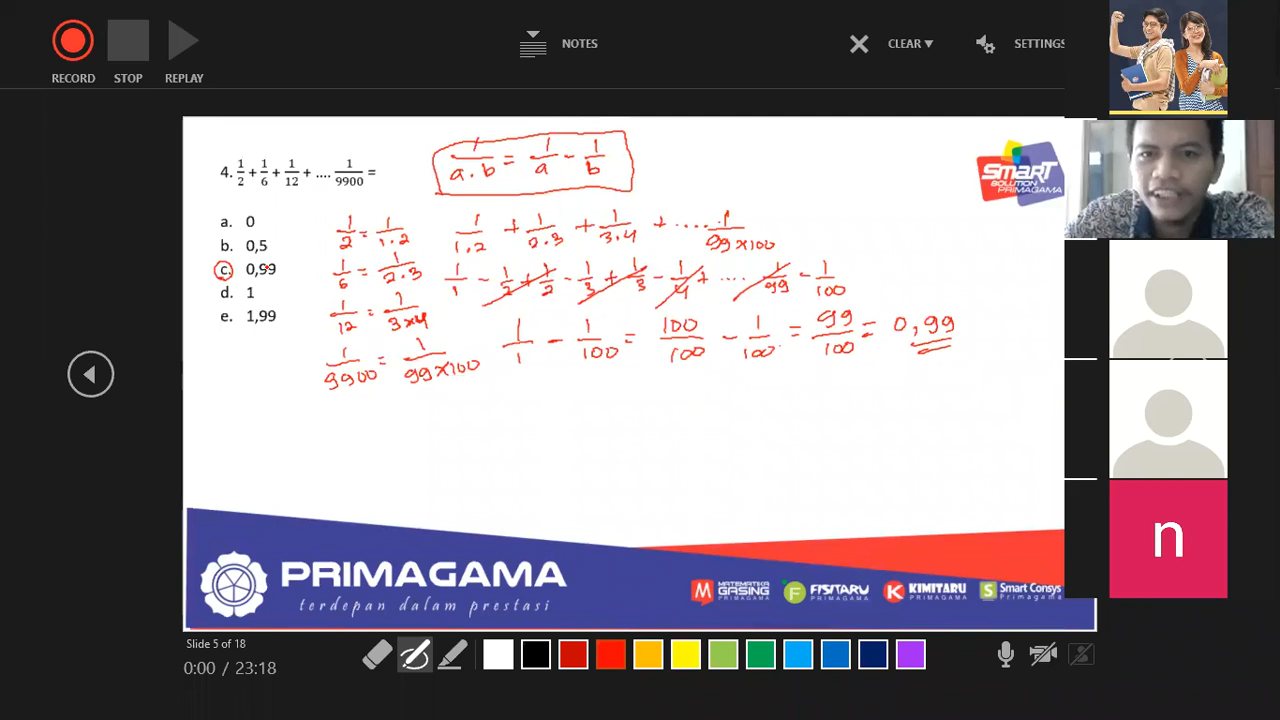 RECORD
STOP
REPLAY
NOTES
CLEAR
SETTINGS
4. 1/2 + 1/6 + 1/12 + .... 1/9900 =
1/a.b = 1/a - 1/b
SMART
SOLUTION
PRIMAGAMA
a. 0
b. 0,5
c. 0,99
d. 1
e. 1,99
1/2 = 1/1.2
1/6 = 1/2.3
1/12 = 1/3x4
1/9900 = 1/99x100
1/1.2 + 1/2.3 + 1/3.4 + .... 1/99x100
1/1 - 1/2 + 1/2 - 1/3 + 1/3 - 1/4 + .... 1/99 - 1/100
1/1 - 1/100 = 100/100 - 1/100 = 99/100 = 0,99
PRIMAGAMA
terdepan dalam prestasi
M MATEMATIKA GASING PRIMAGAMA
F FISITARU PRIMAGAMA
K KIMITARU PRIMAGAMA
S Smart Consys Primagama
n
Slide 5 of 18
0:00 / 23:18